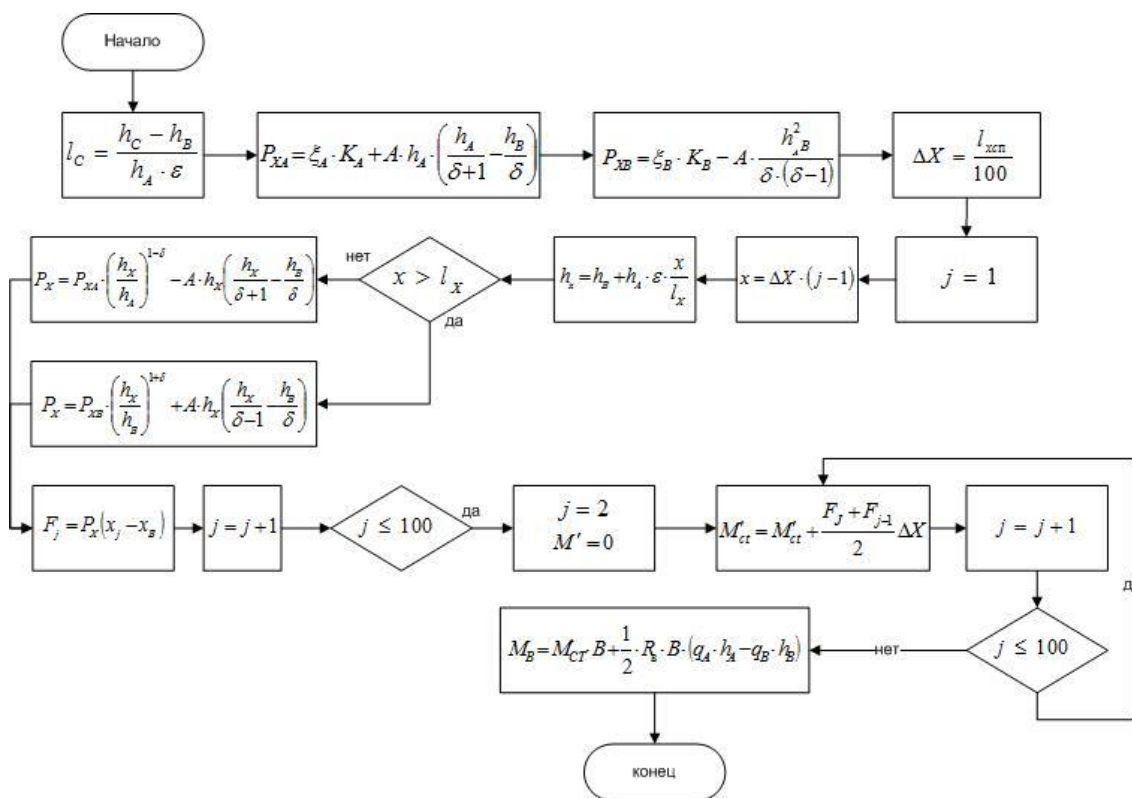 Начало
l_C = (h_C − h_B) / (h_A · ε)
P_XA = ξ_A · K_A + A · h_A · (h_A / (δ+1) − h_B / δ)
P_XB = ξ_B · K_B − A · h²_AB / (δ · (δ−1))
ΔX = l_хсп / 100
P_X = P_XA · (h_X / h_A)^(1−δ) − A · h_X (h_X / (δ+1) − h_B / δ)
нет
x > l_X
h_x = h_B + h_A · ε · x / l_x
x = ΔX · (j−1)
j = 1
да
P_X = P_XB · (h_X / h_B)^(1+δ) + A · h_X (h_X / (δ−1) − h_B / δ)
F_j = P_X (x_j − x_B)
j = j+1
j ≤ 100
да
j = 2
M' = 0
M'_ct = M'_ct + (F_J + F_j−1) / 2 ΔX
j = j+1
M_B = M'_CT · B + 1/2 · R_в · B · (q_A · h_A − q_B · h_B)
нет
j ≤ 100
конец